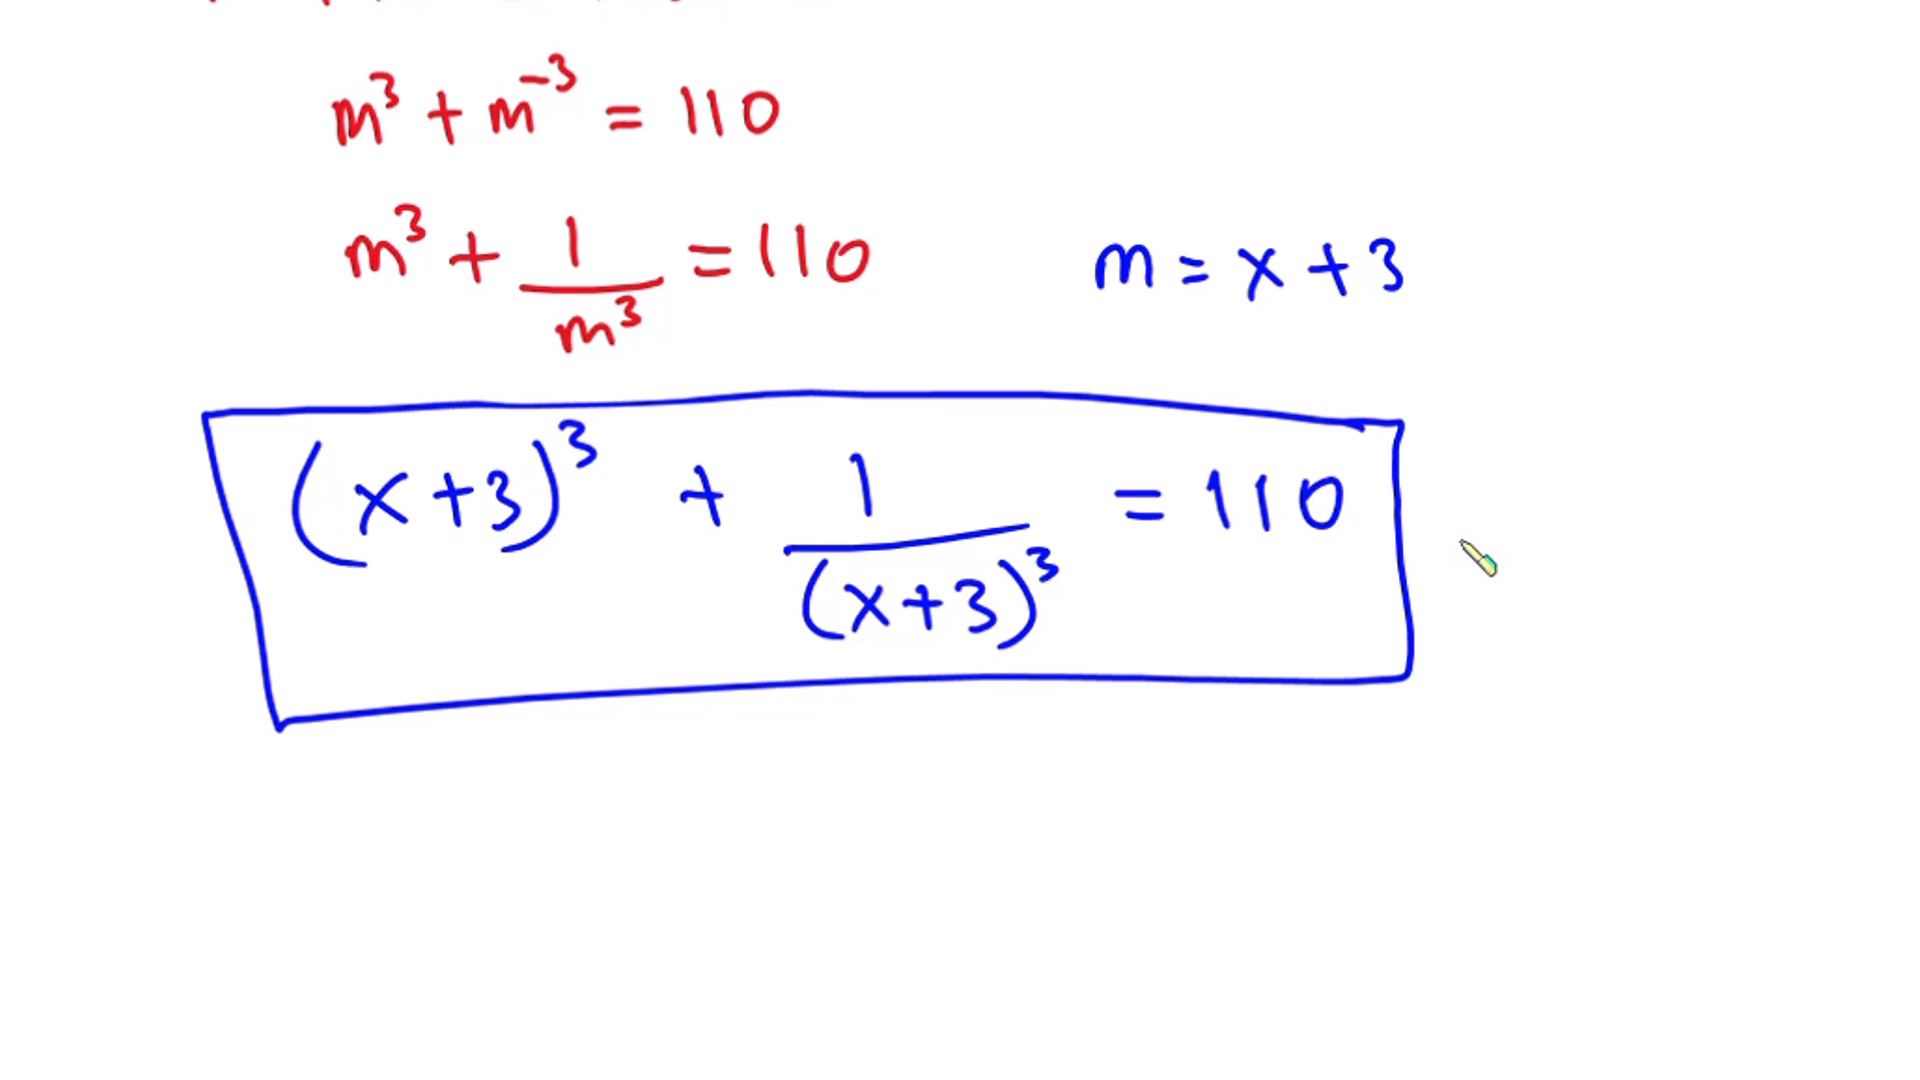 m³ + m⁻³ = 110
m³ + 1/m³ = 110
m = x + 3
(x+3)³ + 1/(x+3)³ = 110